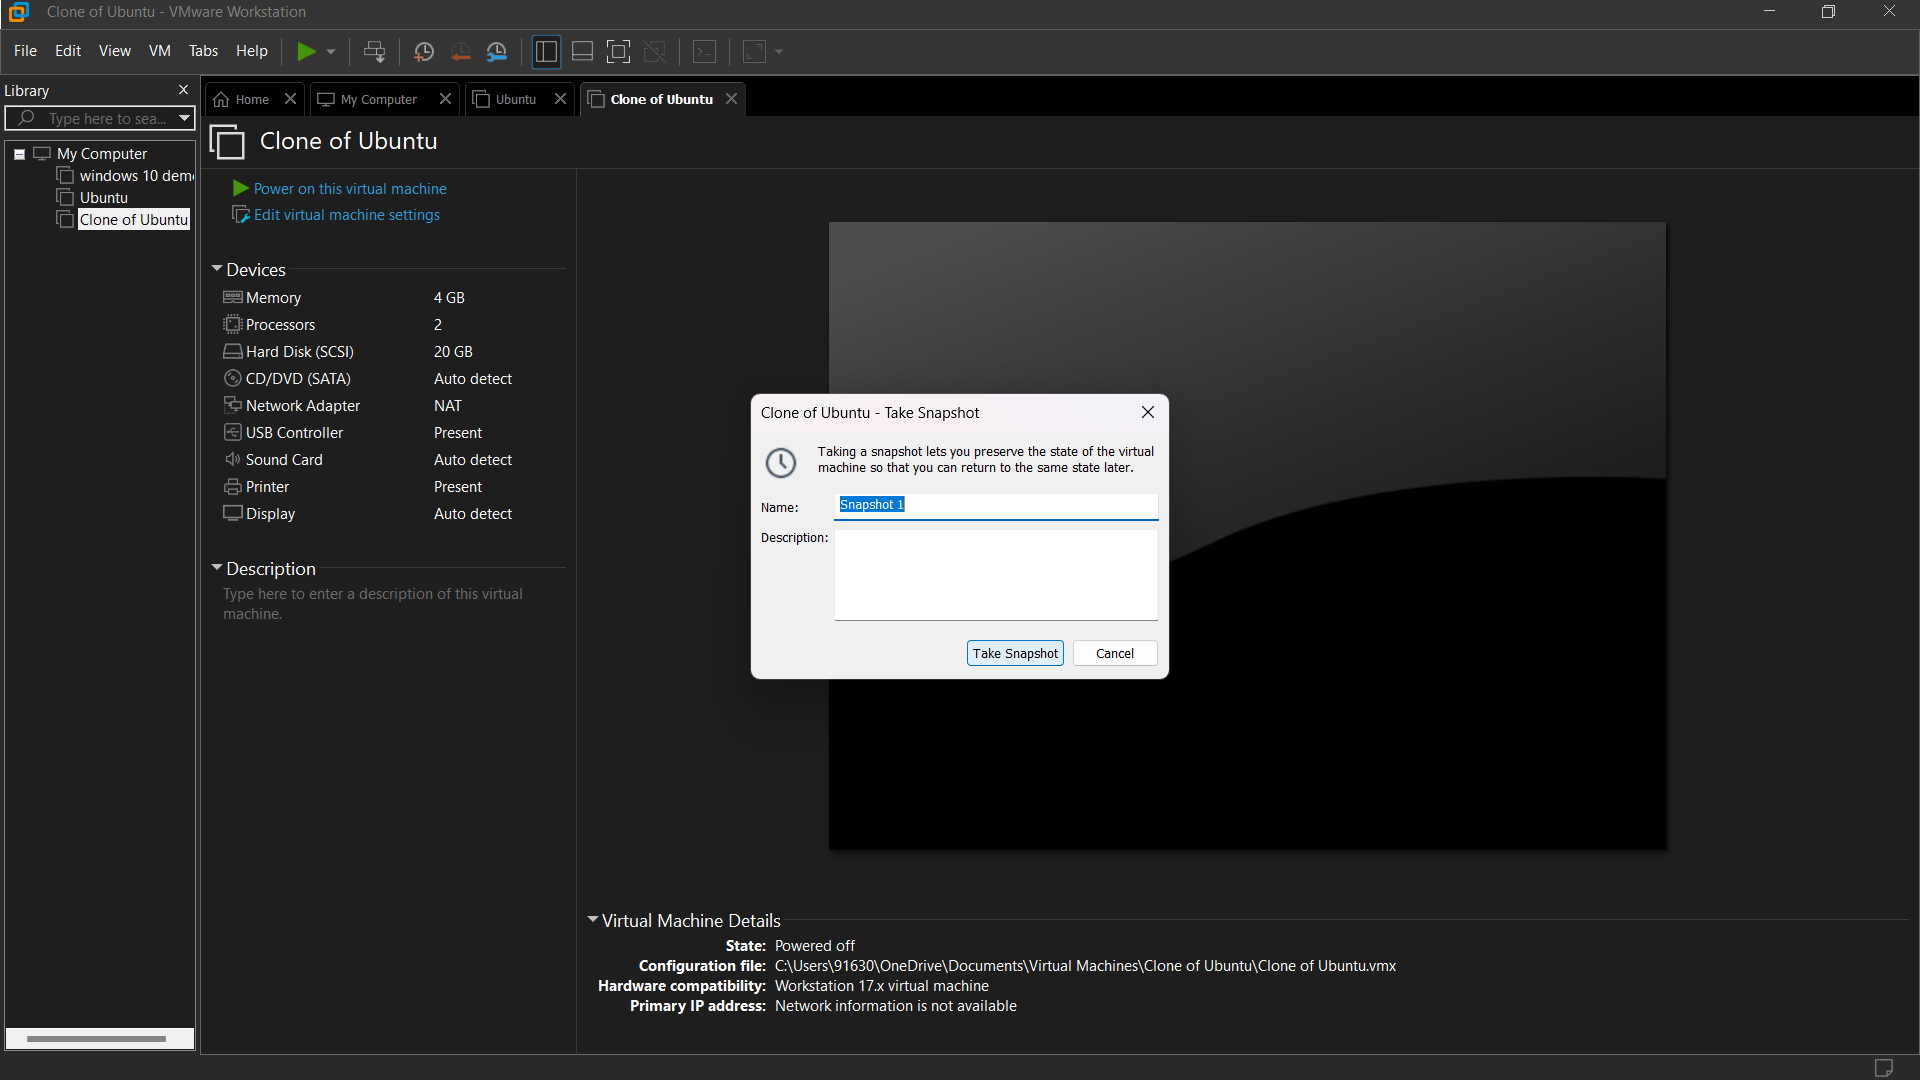 Clone of Ubuntu - VMware Workstation
File Edit View VM Tabs Help
Library
Type here to sea...
My Computer
windows 10 dem
Ubuntu
Clone of Ubuntu
Home
My Computer
Ubuntu
Clone of Ubuntu
Clone of Ubuntu
Power on this virtual machine
Edit virtual machine settings
Devices
Memory 4 GB
Processors 2
Hard Disk (SCSI) 20 GB
CD/DVD (SATA) Auto detect
Network Adapter NAT
USB Controller Present
Sound Card Auto detect
Printer Present
Display Auto detect
Description
Type here to enter a description of this virtual
machine.
Clone of Ubuntu - Take Snapshot
Taking a snapshot lets you preserve the state of the virtual
machine so that you can return to the same state later.
Name: Snapshot 1
Description:
Take Snapshot Cancel
Virtual Machine Details
State: Powered off
Configuration file: C:\Users\91630\OneDrive\Documents\Virtual Machines\Clone of Ubuntu\Clone of Ubuntu.vmx
Hardware compatibility: Workstation 17.x virtual machine
Primary IP address: Network information is not available